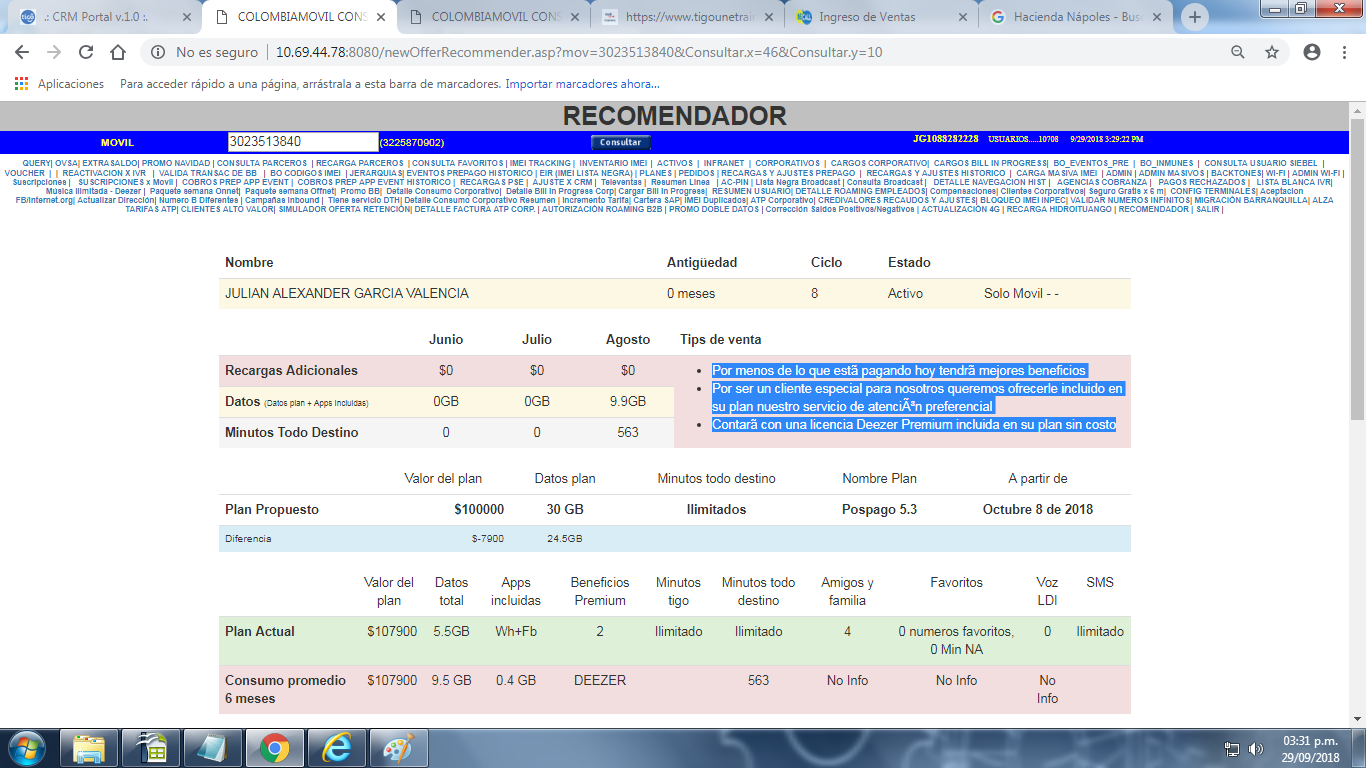 .: CRM Portal v.1.0 :.
COLOMBIAMOVIL CONS
COLOMBIAMOVIL CONS
https://www.tigounetrain
Ingreso de Ventas
Hacienda Nápoles - Bus
No es seguro | 10.69.44.78:8080/newOfferRecommender.asp?mov=3023513840&Consultar.x=46&Consultar.y=10
Aplicaciones Para acceder rápido a una página, arrástrala a esta barra de marcadores. Importar marcadores ahora...
RECOMENDADOR
MOVIL 3023513840 (3225870902) Consultar JG1088282228 USUARIOS.....10708 9/29/2018 3:29:22 PM
QUERY| OVSA| EXTRASALDO| PROMO NAVIDAD | CONSULTA PARCEROS | RECARGA PARCEROS | CONSULTA FAVORITOS | IMEI TRACKING | INVENTARIO IMEI | ACTIVOS | INFRANET | CORPORATIVOS | CARGOS CORPORATIVO| CARGOS BILL IN PROGRESS| BO_EVENTOS_PRE | BO_INMUNES | CONSULTA USUARIO SIEBEL |
VOUCHER | | REACTIVACION X IVR | VALIDA TRANSAC DE BB | BO CODIGOS IMEI | JERARQUIAS| EVENTOS PREPAGO HISTORICO | EIR (IMEI LISTA NEGRA) | PLANES | PEDIDOS | RECARGAS Y AJUSTES PREPAGO | RECARGAS Y AJUSTES HISTORICO | CARGA MASIVA IMEI | ADMIN | ADMIN MASIVOS | BACKTONES| WI-FI | ADMIN WI-FI |
Suscripciones | SUSCRIPCIONES x Movil | COBROS PREP APP EVENT | COBROS PREP APP EVENT HISTORICO | RECARGAS PSE | AJUSTE X CRM | Televentas | Resumen Linea | AC-PIN | Lista Negra Broadcast | Consulta Broadcast | DETALLE NAVEGACION HIST | AGENCIAS COBRANZA | PAGOS RECHAZADOS | LISTA BLANCA IVR|
Musica Ilimitada - Deezer| Paquete semana Onnet| Paquete semana Offnet| Promo BB| Detalle Consumo Corporativo| Detalle Bill In Progress Corp| Cargar Bill In Progress| RESUMEN USUARIO| DETALLE ROAMING EMPLEADOS| Compensaciones| Clientes Corporativos| Seguro Gratis x 6 m| CONFIG TERMINALES| Aceptacion
FB/Internet.org| Actualizar Dirección| Numero B Diferentes | Campañas Inbound | Tiene servicio DTH| Detalle Consumo Corporativo Resumen | Incremento Tarifa| Cartera SAP| IMEI Duplicados| ATP Corporativo| CREDIVALORES RECAUDOS Y AJUSTES| BLOQUEO IMEI INPEC| VALIDAR NUMEROS INFINITOS| MIGRACIÓN BARRANQUILLA| ALZA
TARIFAS ATP| CLIENTES ALTO VALOR| SIMULADOR OFERTA RETENCIÓN| DETALLE FACTURA ATP CORP. | AUTORIZACIÓN ROAMING B2B | PROMO DOBLE DATOS | Corrección Saldos Positivos/Negativos | ACTUALIZACIÓN 4G | RECARGA HIDROITUANGO | RECOMENDADOR | SALIR |
Nombre Antigüedad Ciclo Estado
JULIAN ALEXANDER GARCIA VALENCIA 0 meses 8 Activo Solo Movil - -
Junio Julio Agosto Tips de venta
Recargas Adicionales $0 $0 $0
Datos (Datos plan + Apps Incluidas) 0GB 0GB 9.9GB
Minutos Todo Destino 0 0 563
• Por menos de lo que estã pagando hoy tendrã mejores beneficios
• Por ser un cliente especial para nosotros queremos ofrecerle incluido en
su plan nuestro servicio de atenciÃªn preferencial
• Contarã con una licencia Deezer Premium incluida en su plan sin costo
Valor del plan Datos plan Minutos todo destino Nombre Plan A partir de
Plan Propuesto $100000 30 GB Ilimitados Pospago 5.3 Octubre 8 de 2018
Diferencia $-7900 24.5GB
Valor del Datos Apps Beneficios Minutos Minutos todo Amigos y Favoritos Voz SMS
plan total incluidas Premium tigo destino familia LDI
Plan Actual $107900 5.5GB Wh+Fb 2 Ilimitado Ilimitado 4 0 numeros favoritos, 0 Ilimitado
0 Min NA
Consumo promedio $107900 9.5 GB 0.4 GB DEEZER 563 No Info No Info No
6 meses Info
03:31 p.m.
29/09/2018